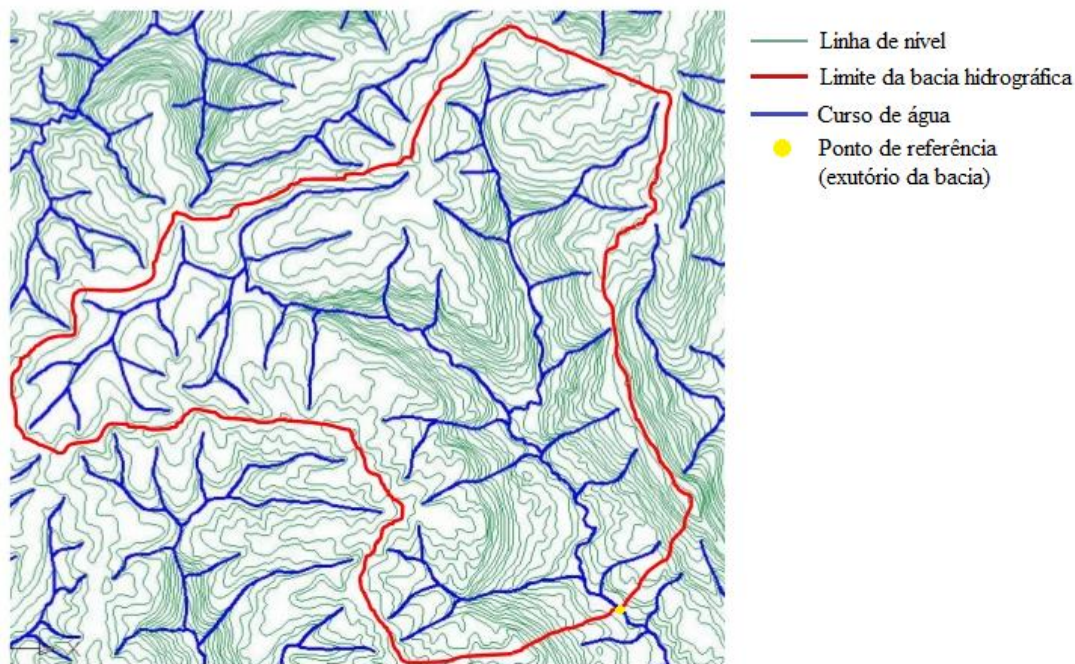 Linha de nível
Limite da bacia hidrográfica
Curso de água
Ponto de referência
(exutório da bacia)
X